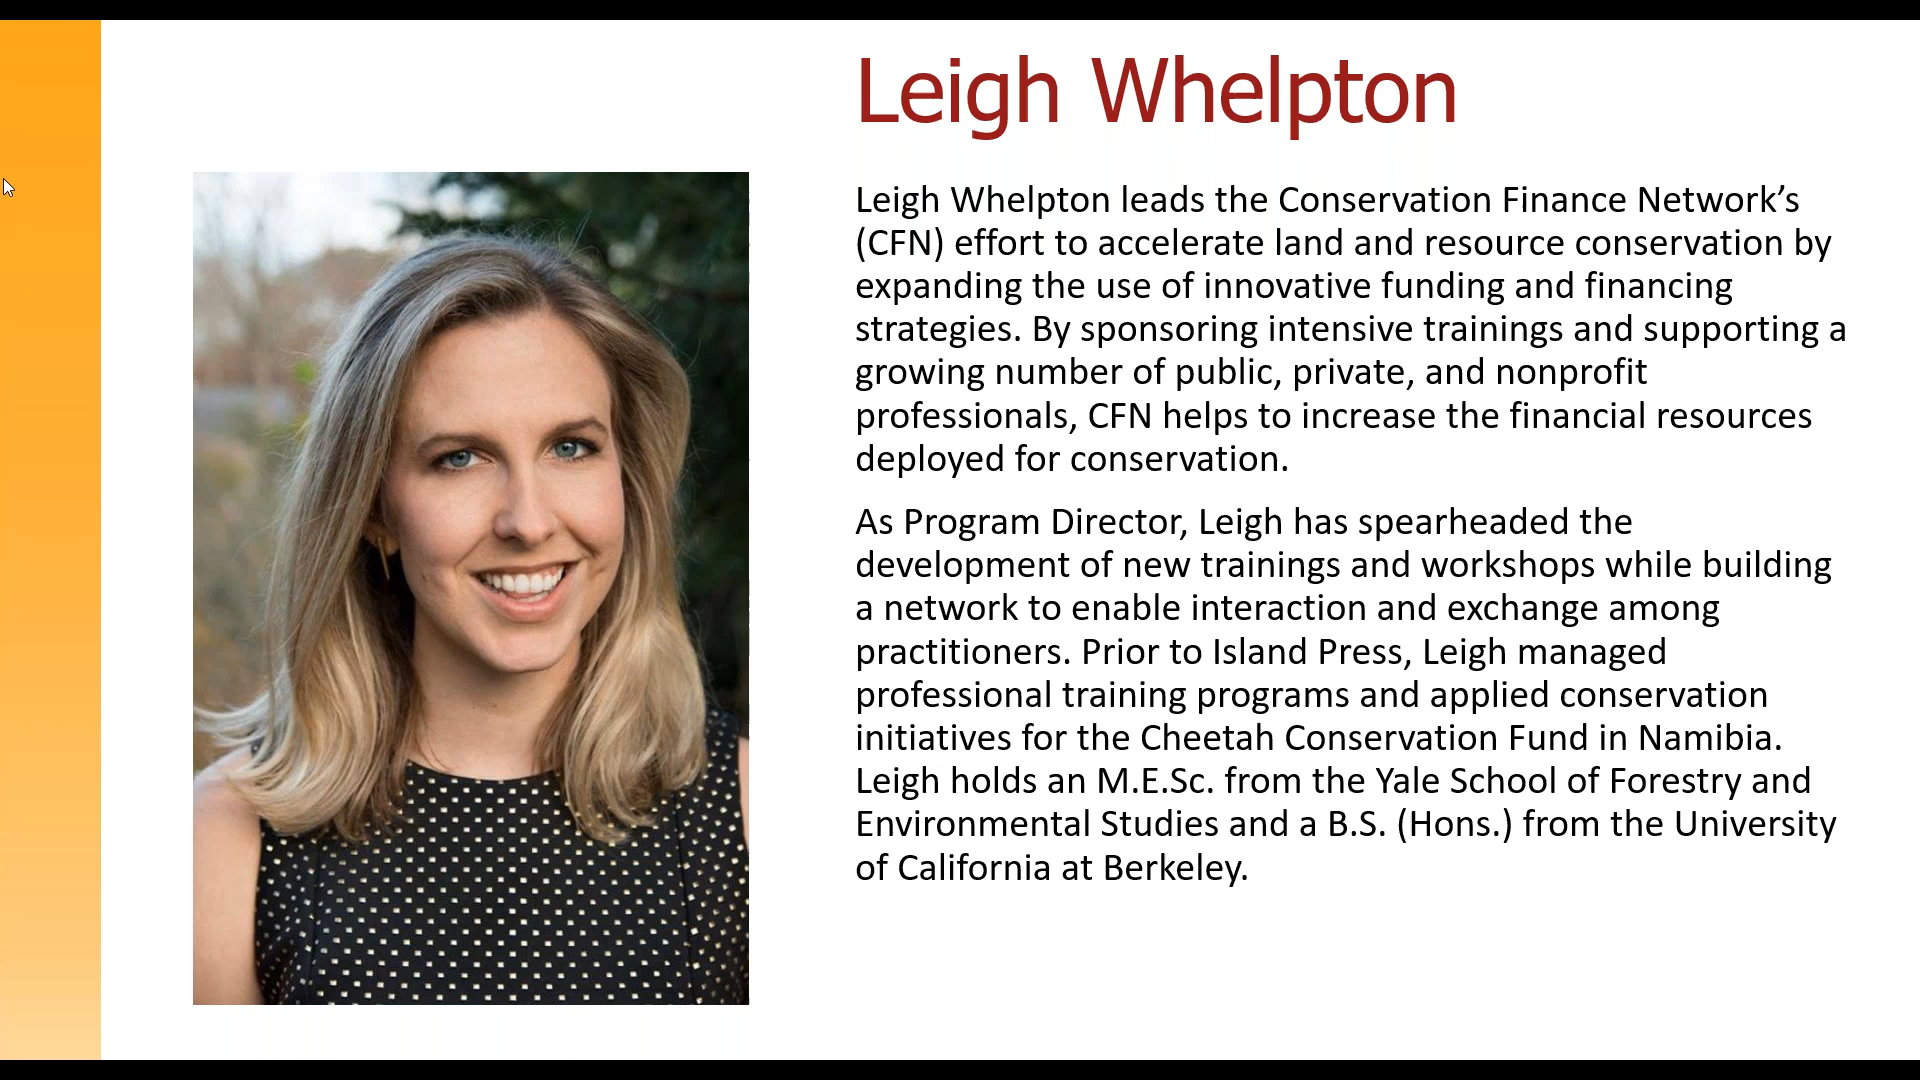 Leigh Whelpton
Leigh Whelpton leads the Conservation Finance Network’s
(CFN) effort to accelerate land and resource conservation by
expanding the use of innovative funding and financing
strategies. By sponsoring intensive trainings and supporting a
growing number of public, private, and nonprofit
professionals, CFN helps to increase the financial resources
deployed for conservation.
As Program Director, Leigh has spearheaded the
development of new trainings and workshops while building
a network to enable interaction and exchange among
practitioners. Prior to Island Press, Leigh managed
professional training programs and applied conservation
initiatives for the Cheetah Conservation Fund in Namibia.
Leigh holds an M.E.Sc. from the Yale School of Forestry and
Environmental Studies and a B.S. (Hons.) from the University
of California at Berkeley.